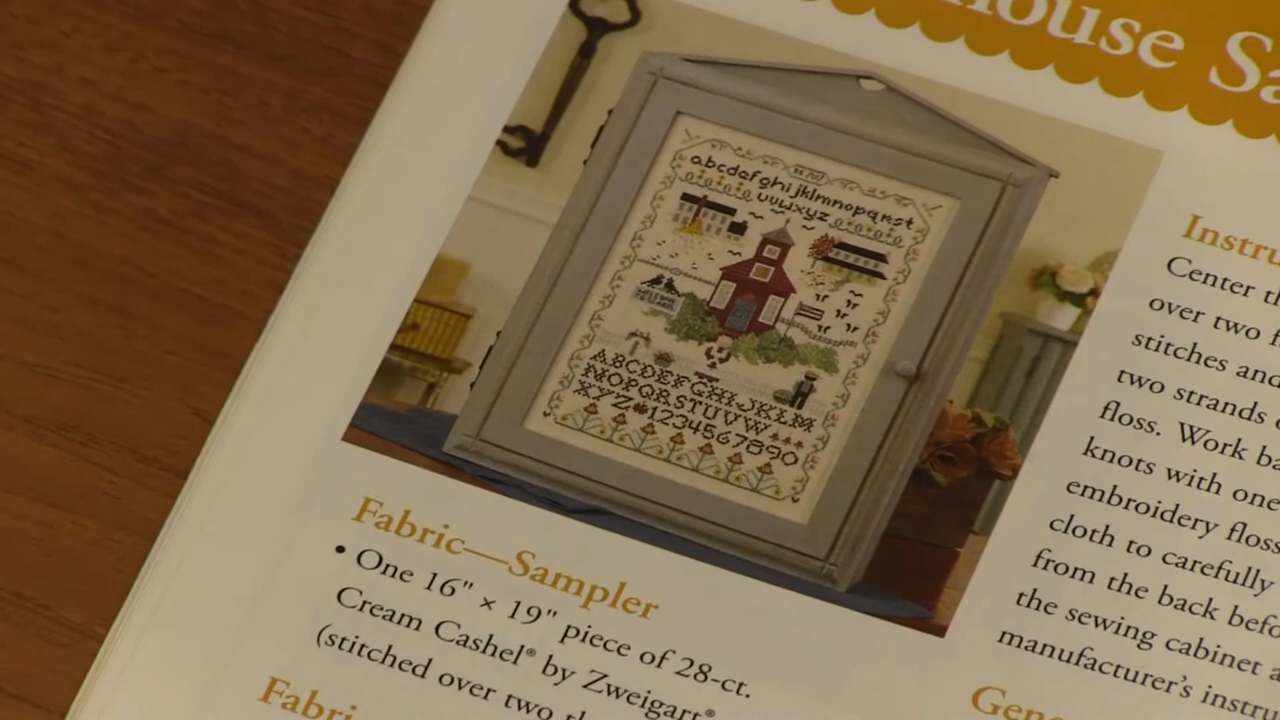 house Sa
abcdefghijklmnopqrst
uvwxyz
ABCDEFGHIJKLM
NOPQRSTUVW
XYZ 1234567890
Fabric—Sampler
• One 16" × 19" piece of 28-ct.
Cream Cashel® by Zweigart®
(stitched over two th
Fabri
Instru
Center th
over two f
stitches and
two strands
floss. Work ba
knots with one
embroidery floss
cloth to carefully
from the back befo
the sewing cabinet a
manufacturer's instru
Gene